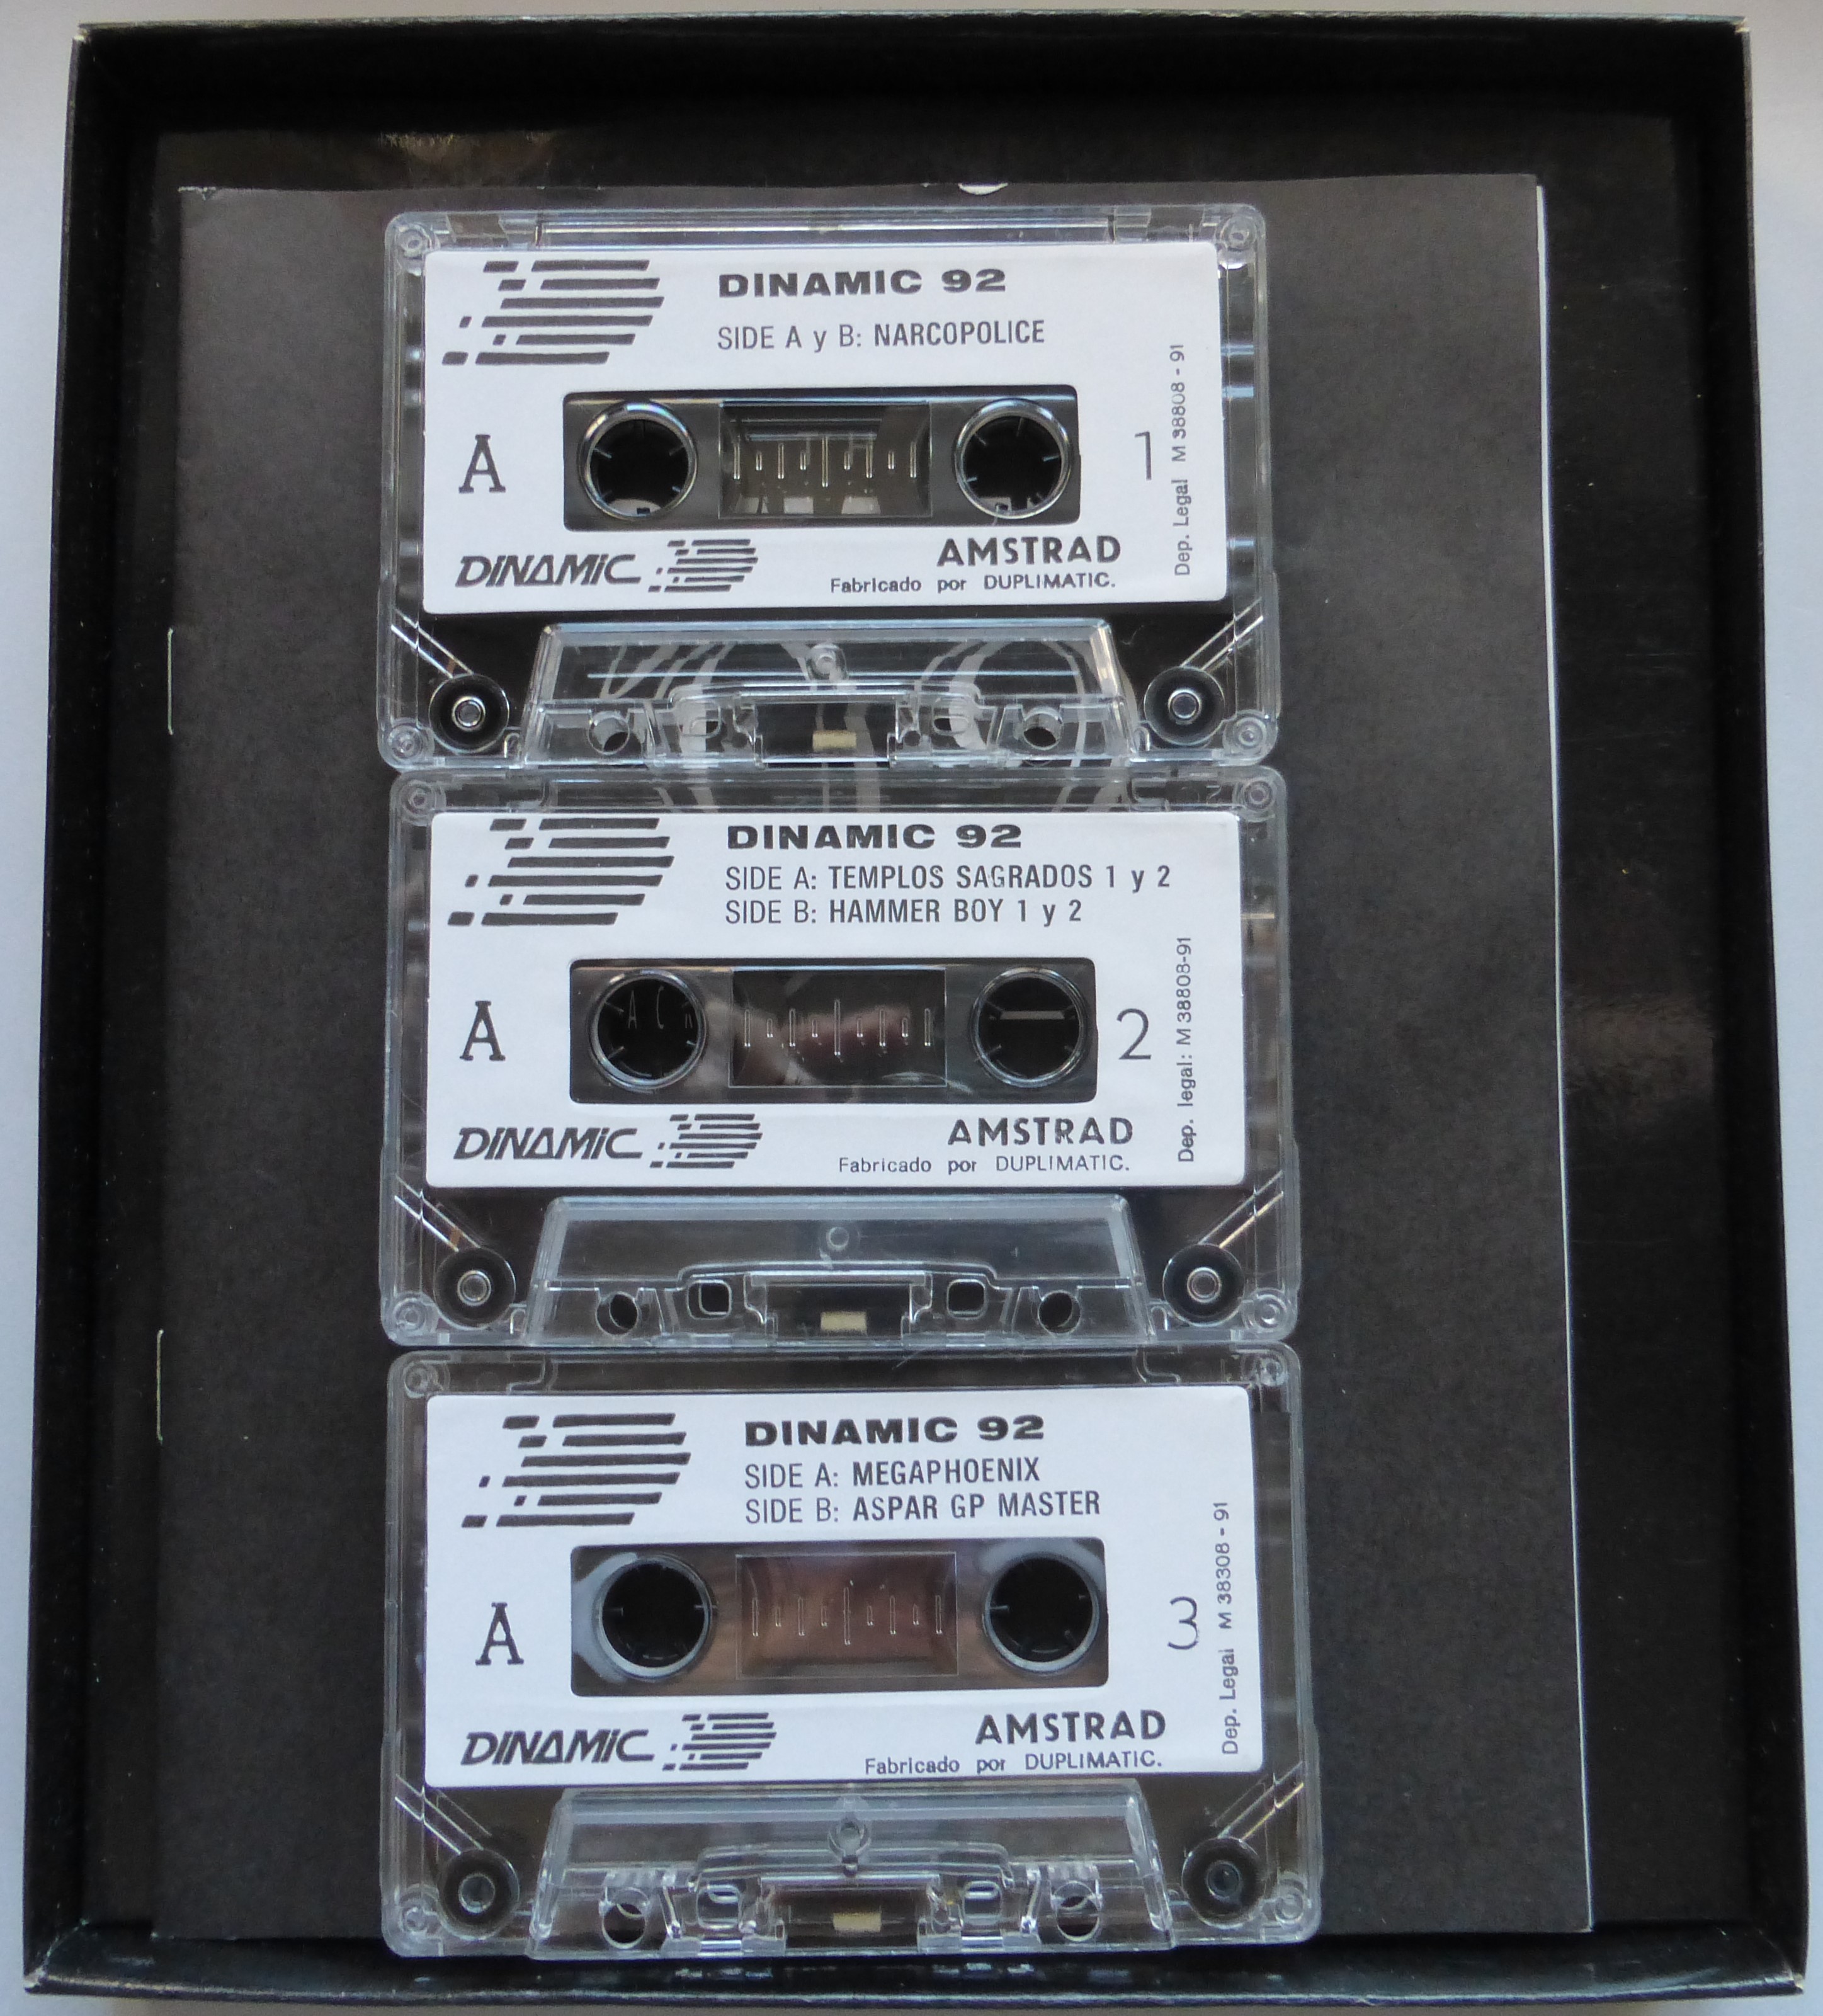 DINAMIC 92
SIDE A y B: NARCOPOLICE
A
1
Dep. Legal M 38808 - 91
DINAMIC
AMSTRAD
Fabricado por DUPLIMATIC.
DINAMIC 92
SIDE A: TEMPLOS SAGRADOS 1 y 2
SIDE B: HAMMER BOY 1 y 2
A
2
Dep. legal: M 38808-91
DINAMIC
AMSTRAD
Fabricado por DUPLIMATIC.
DINAMIC 92
SIDE A: MEGAPHOENIX
SIDE B: ASPAR GP MASTER
A
3
Dep. Legal M 38308 - 91
DINAMIC
AMSTRAD
Fabricado por DUPLIMATIC.